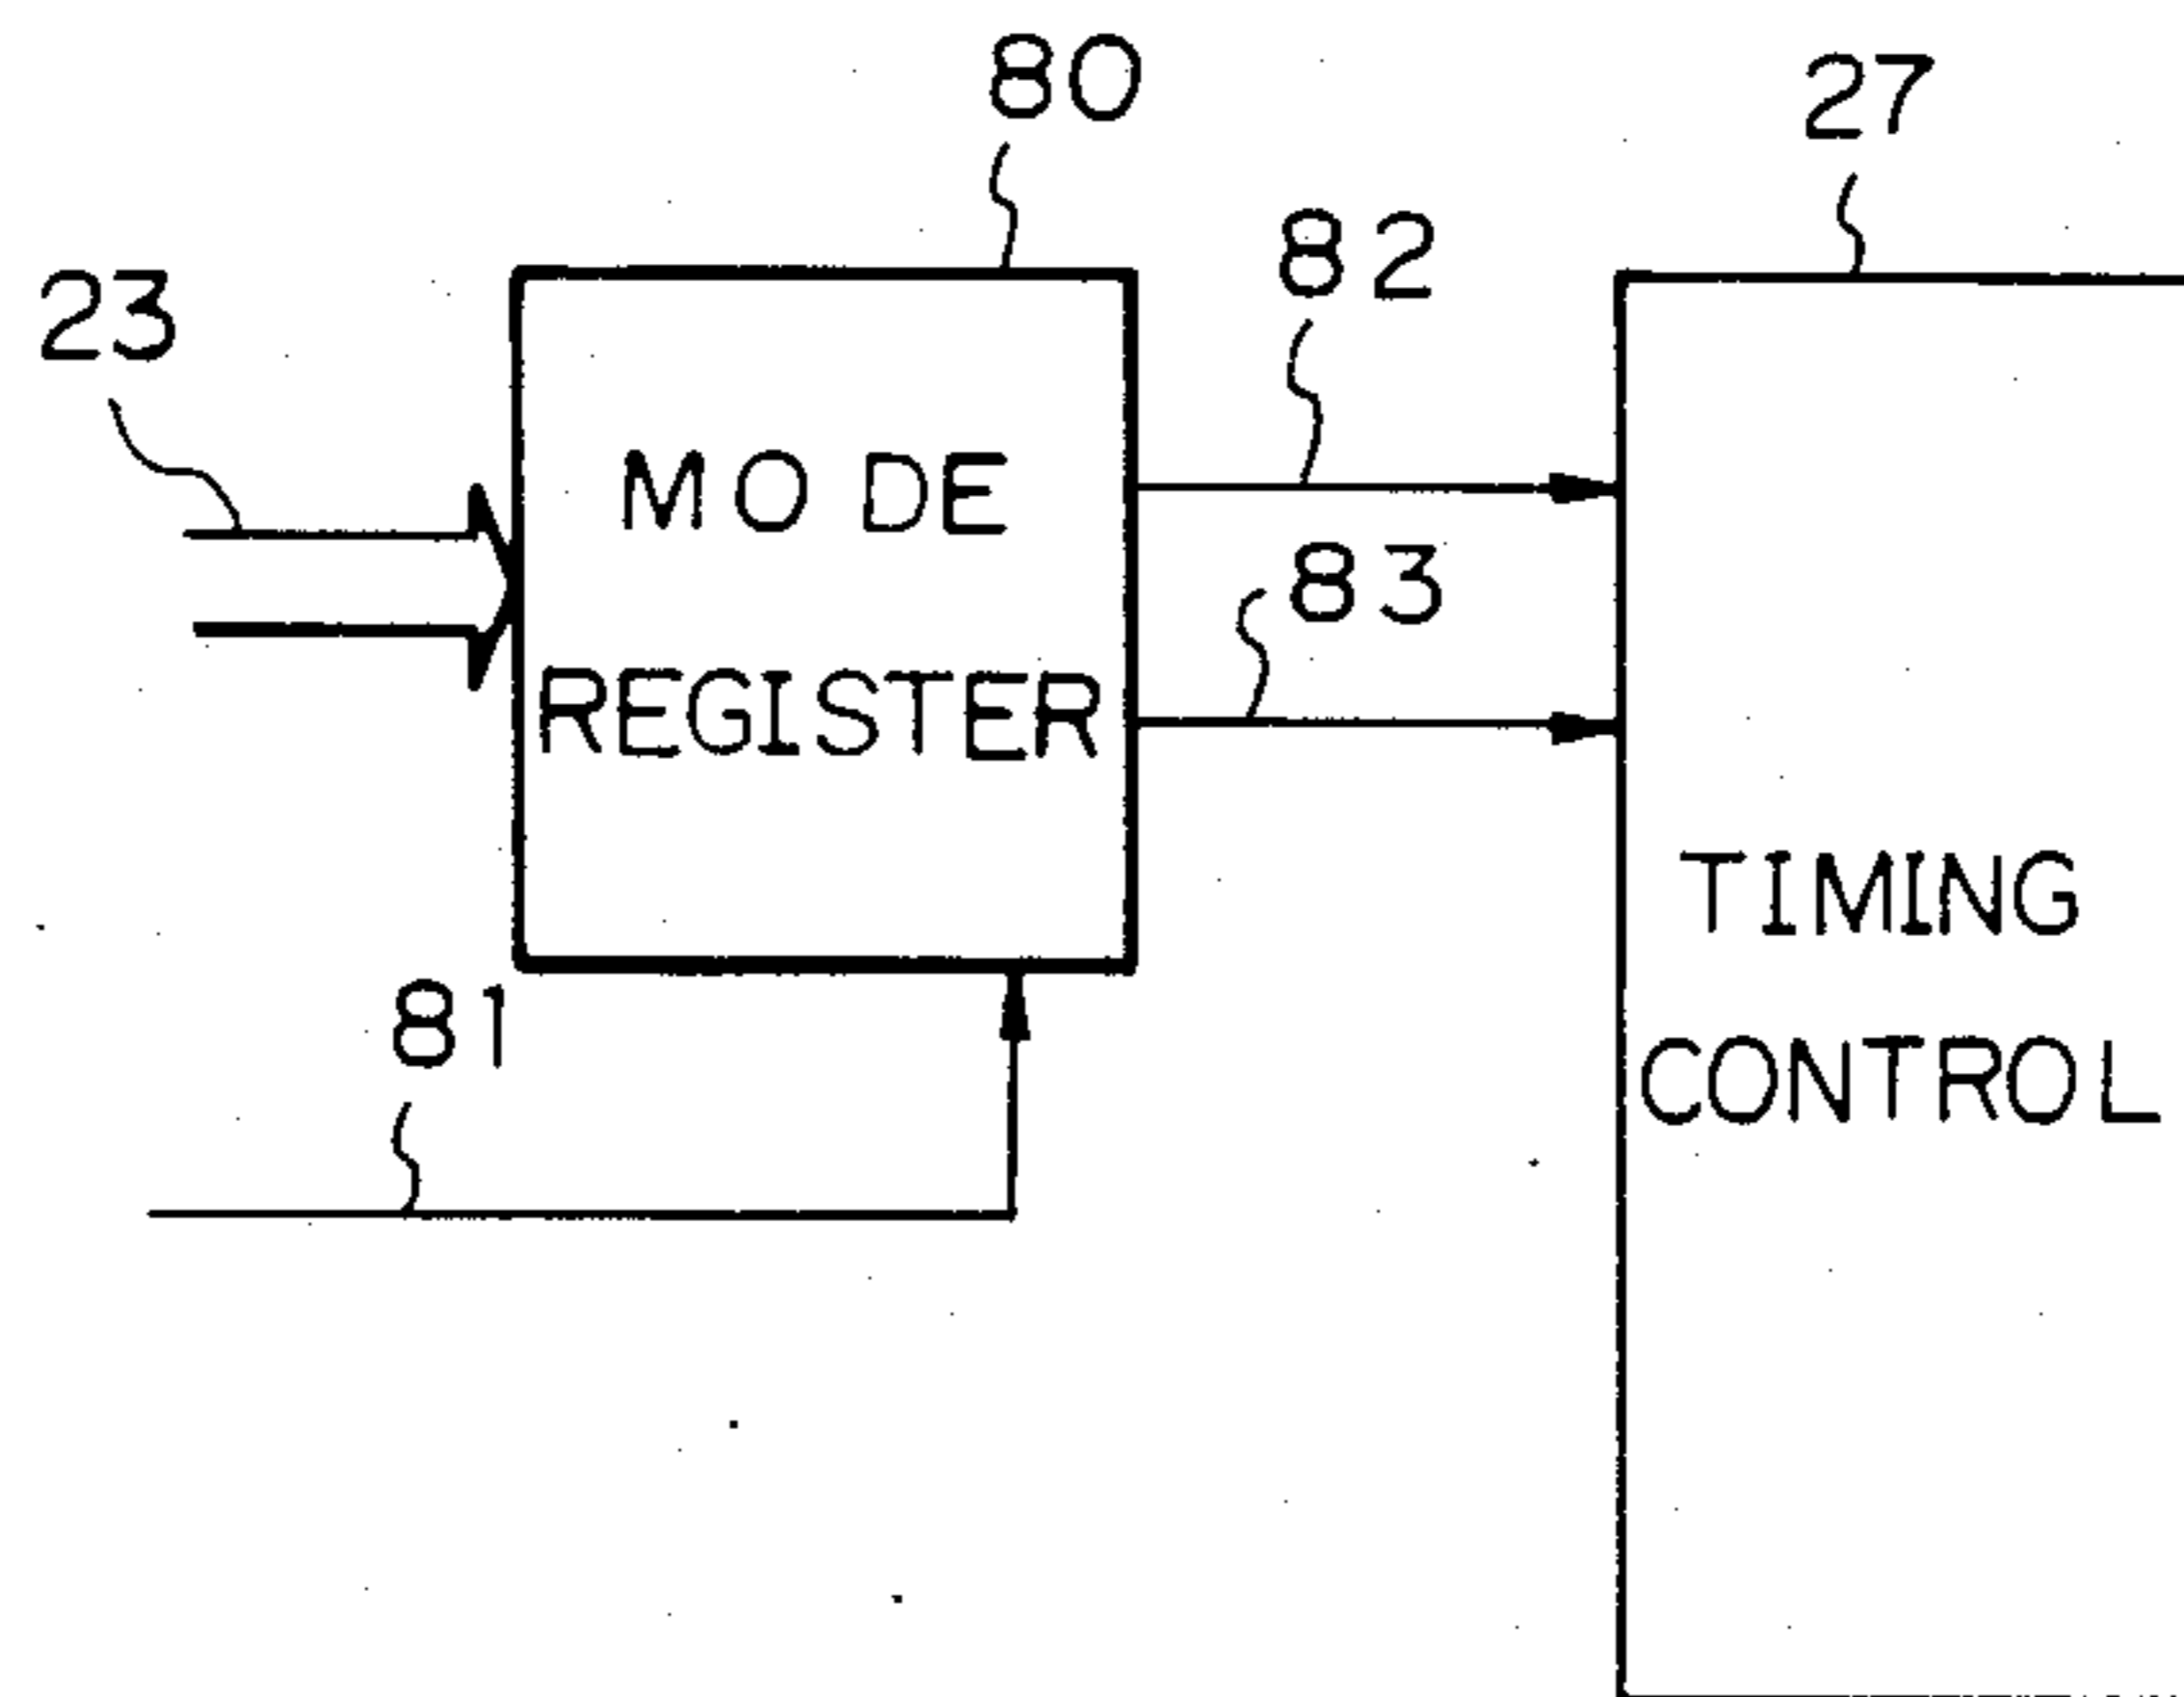 80
27
82
23
MODE
83
REGISTER
TIMING
81
CONTROL